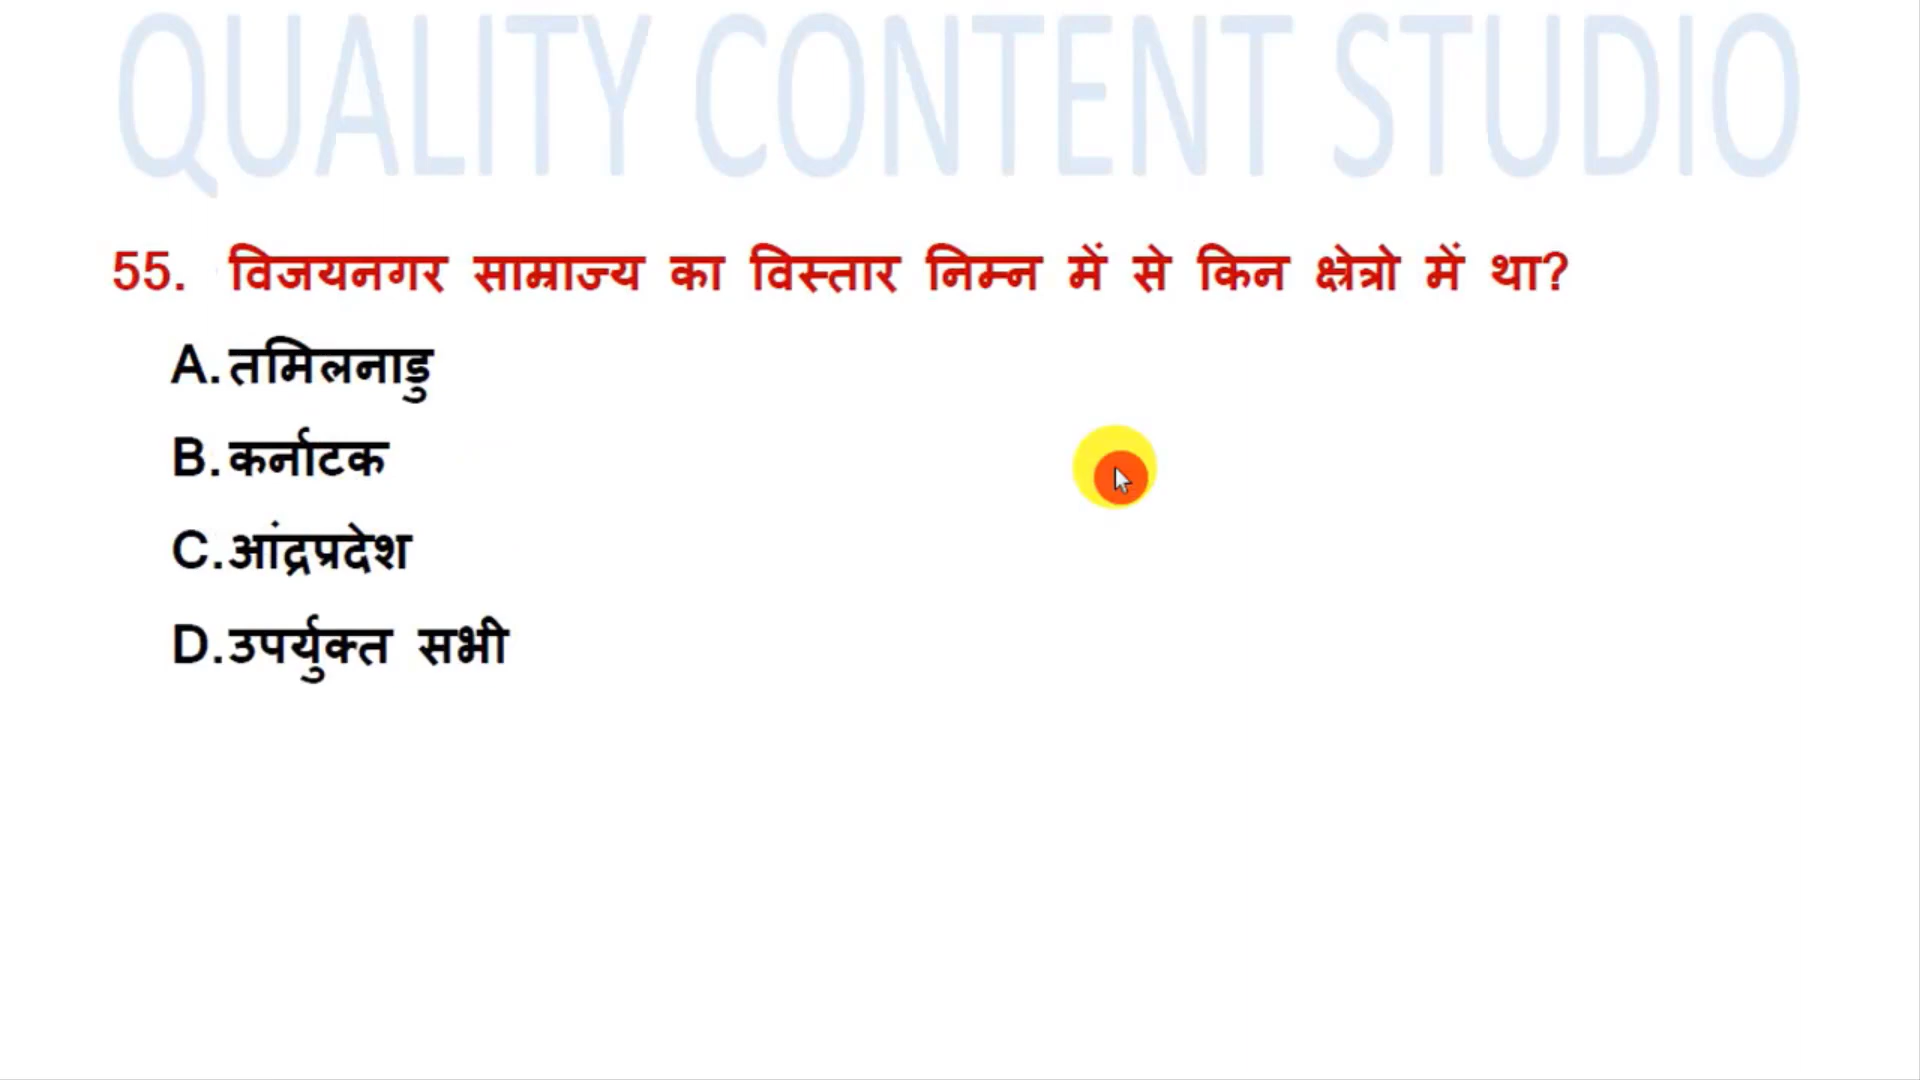 QUALITY CONTENT STUDIO
55. विजयनगर साम्राज्य का विस्तार निम्न में से किन क्षेत्रो में था?
A. तमिलनाडु
B. कर्नाटक
C. आंद्रप्रदेश
D. उपर्युक्त सभी